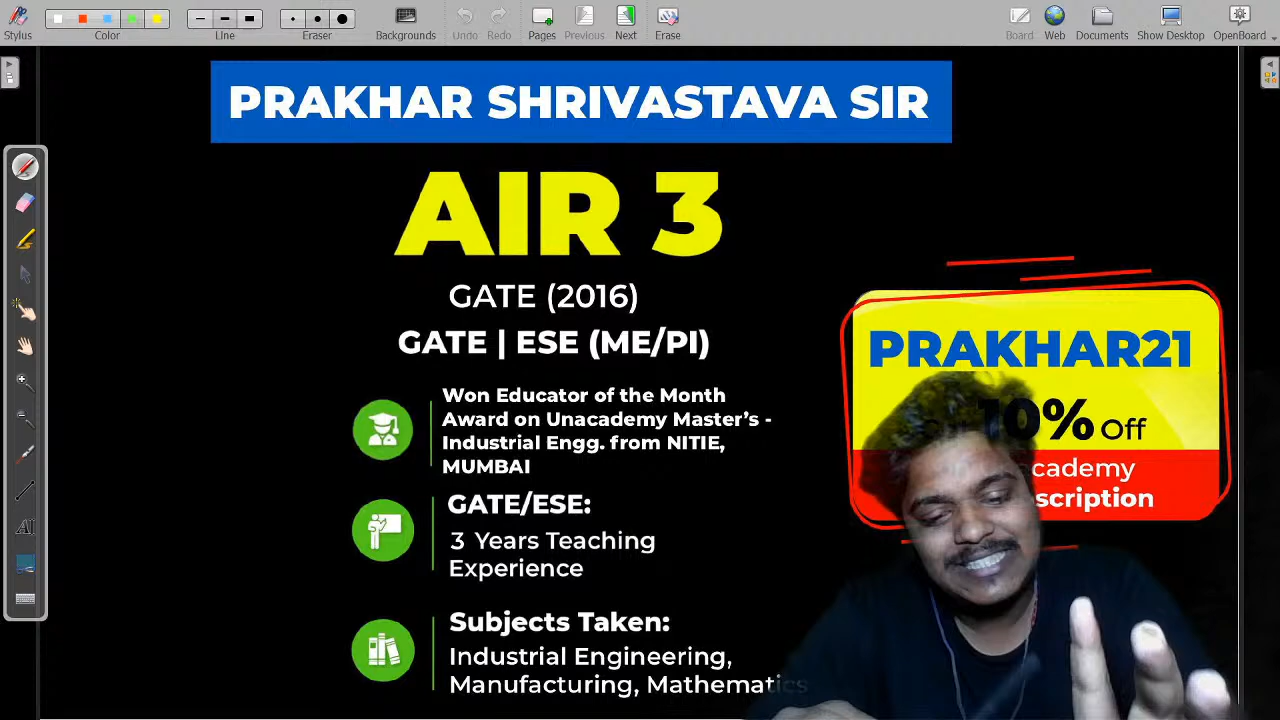 Stylus
Color
Line
Eraser
Backgrounds
Undo
Redo
Pages
Previous
Next
Erase
Board
Web
Documents
Show Desktop
OpenBoard
PRAKHAR SHRIVASTAVA SIR
AIR 3
GATE (2016)
GATE | ESE (ME/PI)
Won Educator of the Month
Award on Unacademy Master's -
Industrial Engg. from NITIE,
MUMBAI
GATE/ESE:
3 Years Teaching
Experience
Subjects Taken:
Industrial Engineering,
Manufacturing, Mathematics
PRAKHAR21
10% Off
cademy
scription
AI